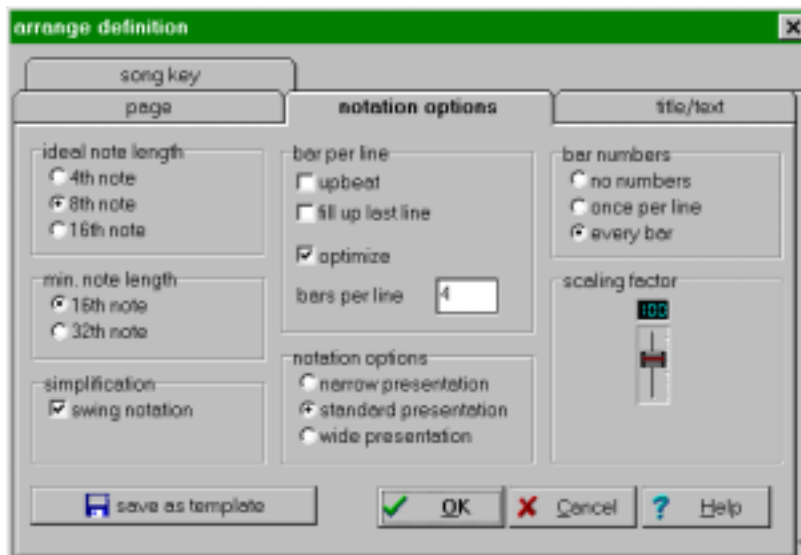 arrange definition
song key
page
notation options
title/text
ideal note length
4th note
8th note
16th note
min. note length
16th note
32th note
simplification
swing notation
bar per line
upbeat
fill up last line
optimize
bars per line 4
notation options
narrow presentation
standard presentation
wide presentation
bar numbers
no numbers
once per line
every bar
scaling factor
100
save as template
OK
Cancel
Help